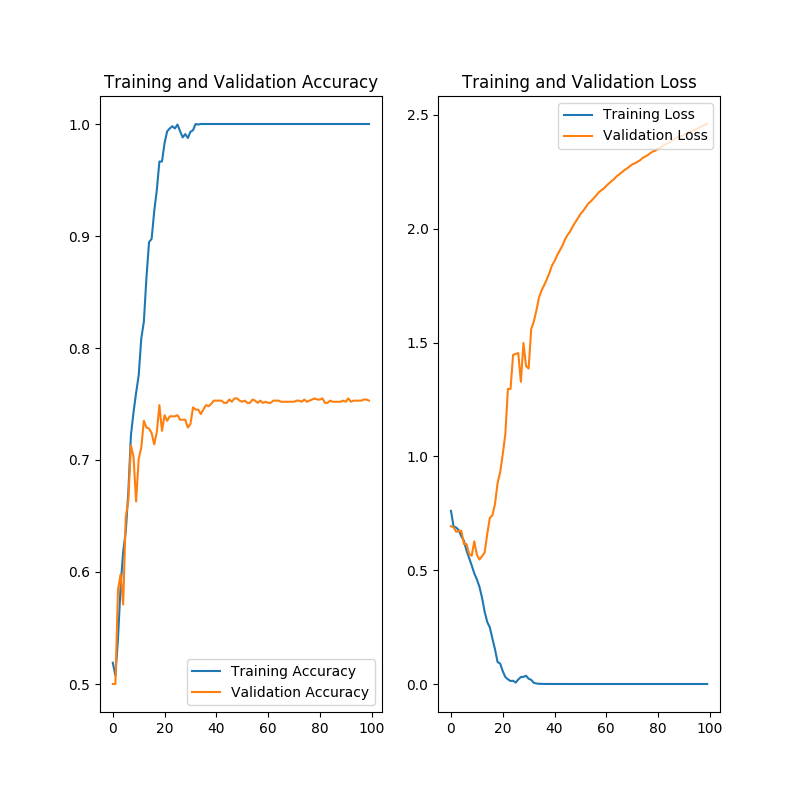 Training and Validation Accuracy
1.0
0.9
0.8
0.7
0.6
0.5
0 20 40 60 80 100
Training Accuracy
Validation Accuracy
Training and Validation Loss
2.5
2.0
1.5
1.0
0.5
0.0
0 20 40 60 80 100
Training Loss
Validation Loss